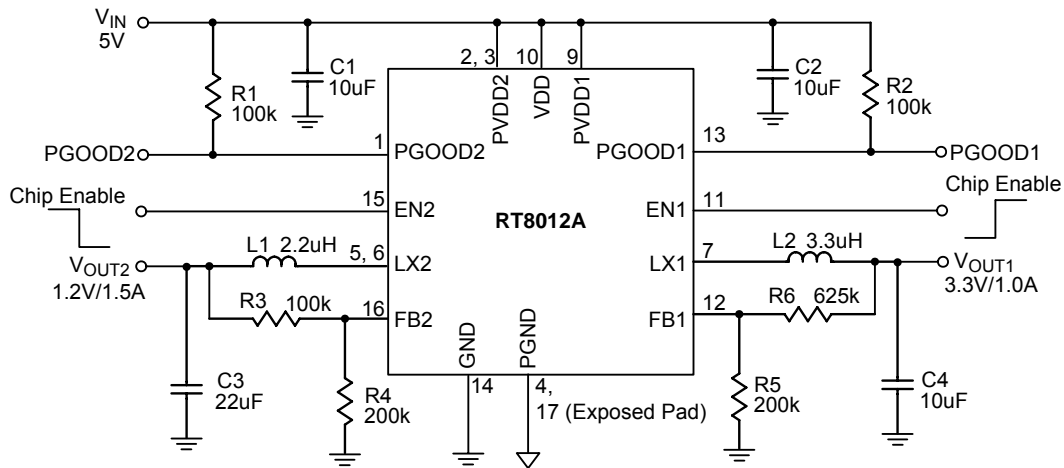 VIN
5V
2, 3
10
9
C1
10uF
C2
10uF
R1
100k
R2
100k
PVDD2
VDD
PVDD1
1
13
PGOOD2
PGOOD2
PGOOD1
PGOOD1
Chip Enable
Chip Enable
15
EN2
RT8012A
EN1
11
L1 2.2uH
5, 6
LX2
LX1
7
L2 3.3uH
VOUT2
1.2V/1.5A
VOUT1
3.3V/1.0A
R3 100k
16
FB2
FB1
12
R6 625k
GND
PGND
C3
22uF
R4
200k
14
4,
17 (Exposed Pad)
R5
200k
C4
10uF